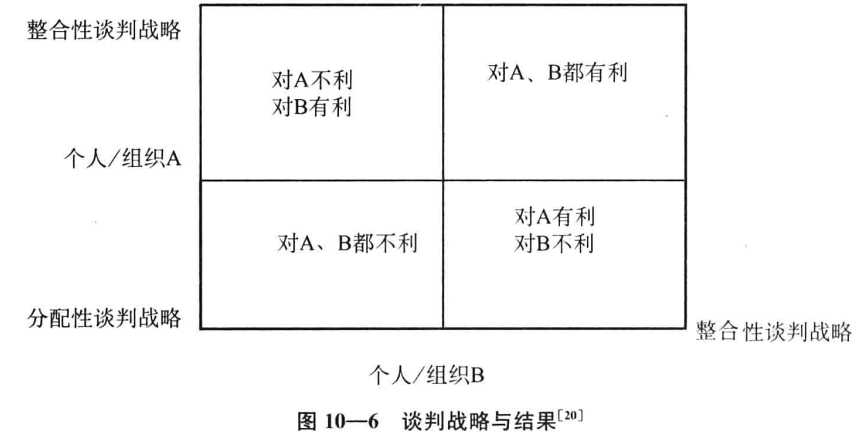 整合性谈判战略
对A不利
对B有利
对A、B都有利
个人/组织A
对A、B都不利
对A有利
对B不利
分配性谈判战略
整合性谈判战略
个人/组织B
图 10—6 谈判战略与结果[20]